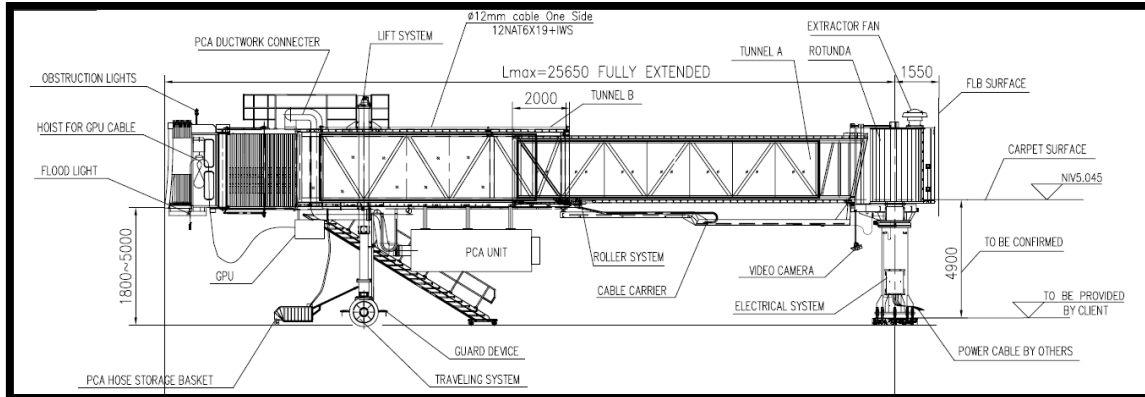 ø12mm cable One Side
12NAT6X19+IWS
EXTRACTOR FAN
PCA DUCTWORK CONNECTER
LIFT SYSTEM
TUNNEL A
ROTUNDA
OBSTRUCTION LIGHTS
Lmax=25650 FULLY EXTENDED
1550
FLB SURFACE
2000
TUNNEL B
HOIST FOR GPU CABLE
CARPET SURFACE
FLOOD LIGHT
NIV5.045
1800~5000
GPU
PCA UNIT
ROLLER SYSTEM
VIDEO CAMERA
4900
TO BE CONFIRMED
CABLE CARRIER
ELECTRICAL SYSTEM
TO BE PROVIDED
BY CLIENT
GUARD DEVICE
POWER CABLE BY OTHERS
PCA HOSE STORAGE BASKET
TRAVELING SYSTEM